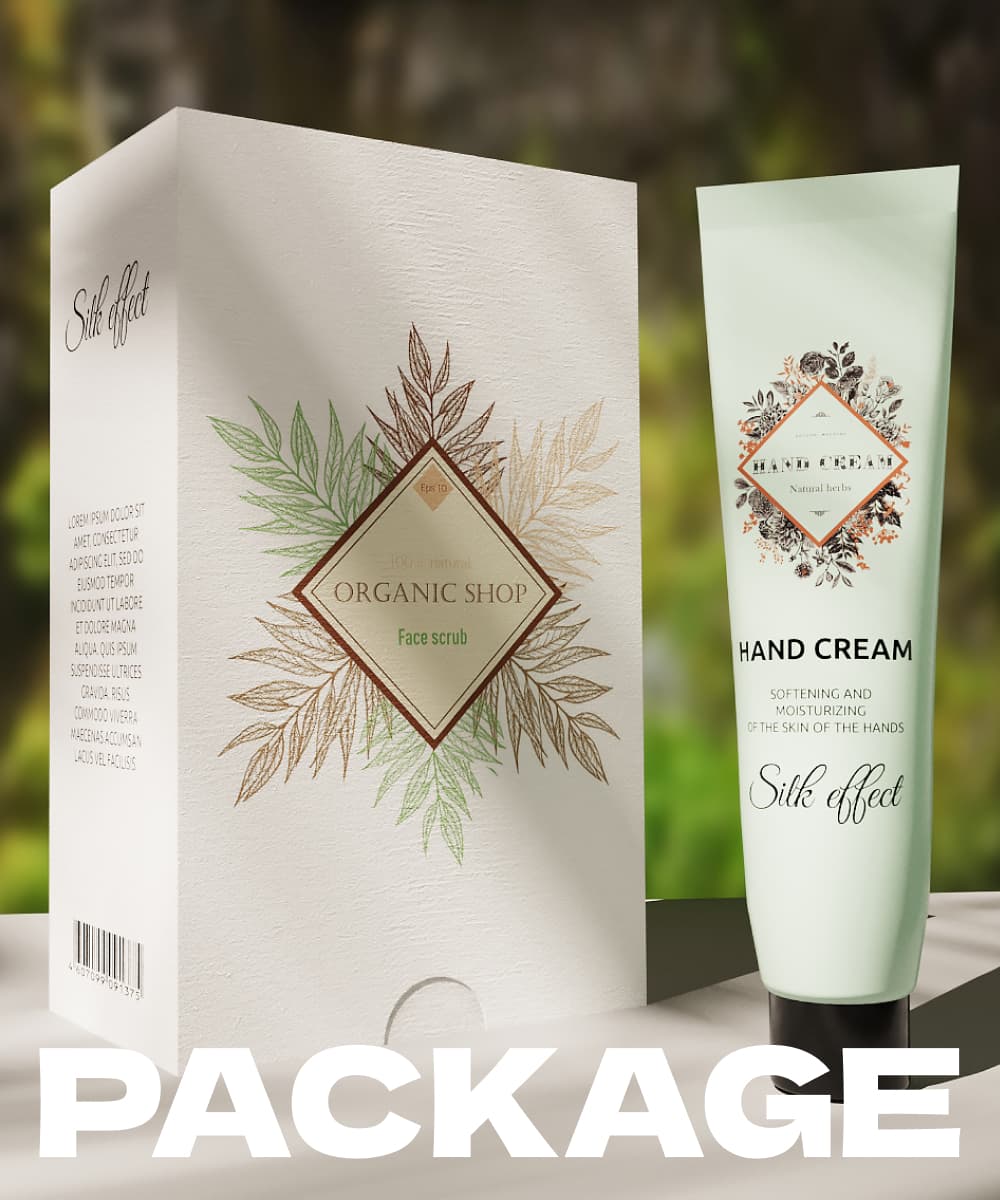 Silk effect
LOREM IPSUM DOLOR SIT
AMET, CONSECTETUR
ADIPISCING ELIT, SED DO
EIUSMOD TEMPOR
INCIDIDUNT UT LABORE
ET DOLORE MAGNA
ALIQUA. QUIS IPSUM
SUSPENDISSE ULTRICES
GRAVIDA. RISUS
COMMODO VIVERRA
MAECENAS ACCUMSAN
LACUS VEL FACILISIS.
4 607099 091375
Eps 10
100% natural
ORGANIC SHOP
Face scrub
HAND CREAM
Natural herbs
HAND CREAM
SOFTENING AND
MOISTURIZING
OF THE SKIN OF THE HANDS
Silk effect
PACKAGE